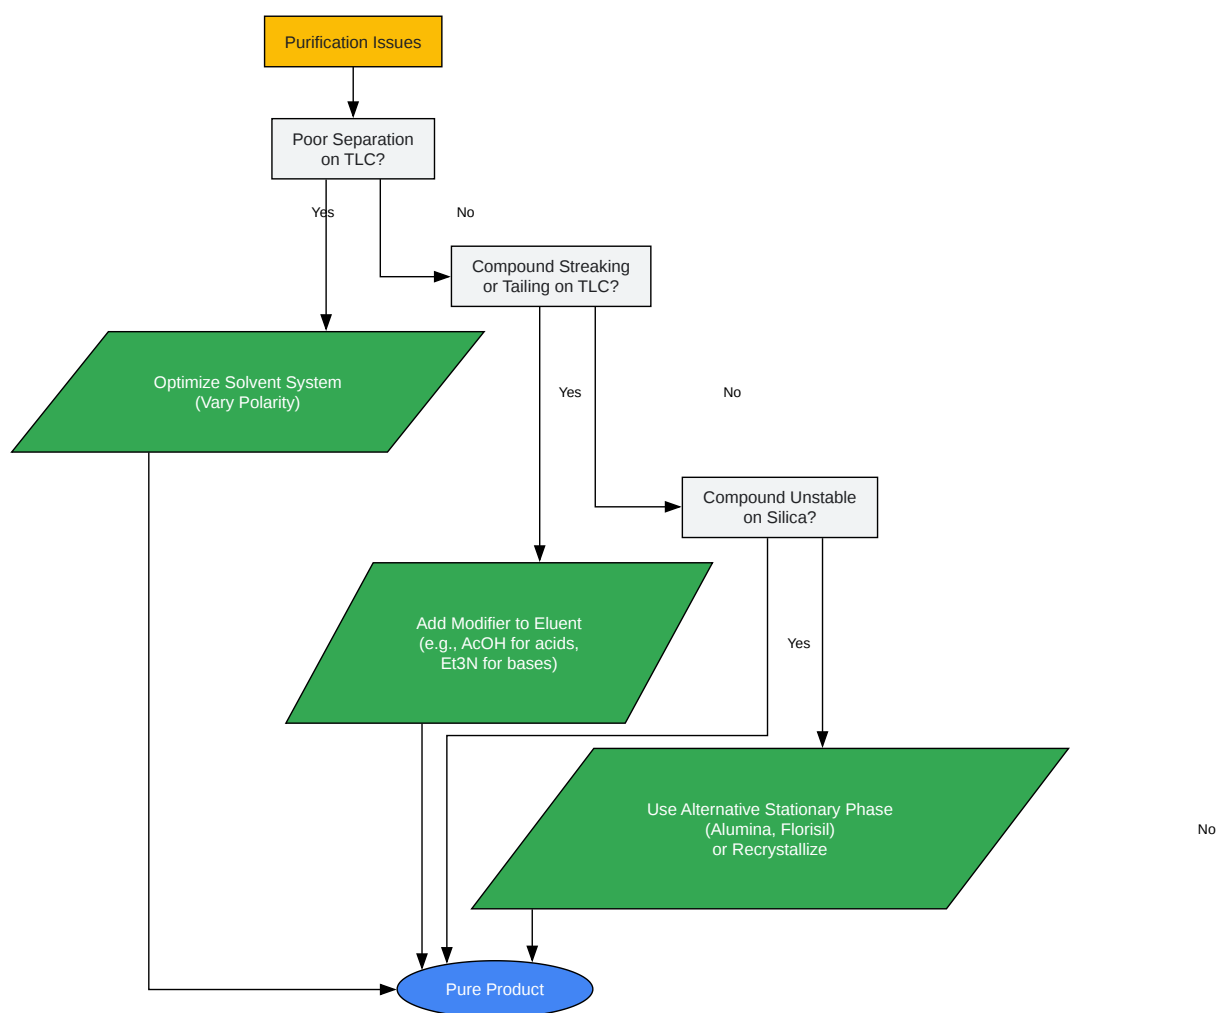 Purification Issues
Poor Separation
on TLC?
Yes
No
Compound Streaking
or Tailing on TLC?
Optimize Solvent System
(Vary Polarity)
Yes
No
Compound Unstable
on Silica?
Add Modifier to Eluent
(e.g., AcOH for acids,
Et3N for bases)
Yes
Use Alternative Stationary Phase
(Alumina, Florisil)
or Recrystallize
No
Pure Product